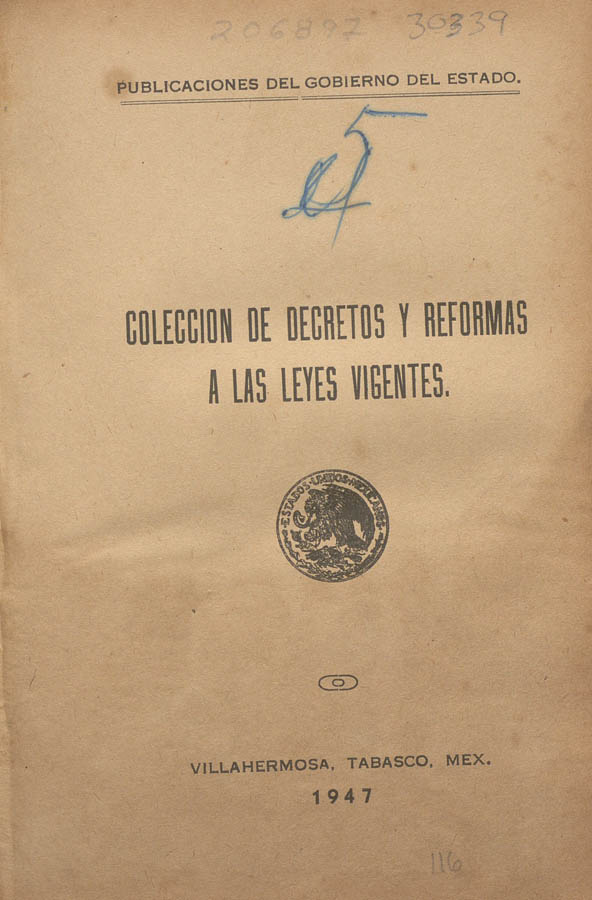 206897 30339
PUBLICACIONES DEL GOBIERNO DEL ESTADO.
5
COLECCION DE DECRETOS Y REFORMAS
A LAS LEYES VIGENTES.
ESTADOS UNIDOS MEXICANOS
VILLAHERMOSA, TABASCO, MEX.
1947
116